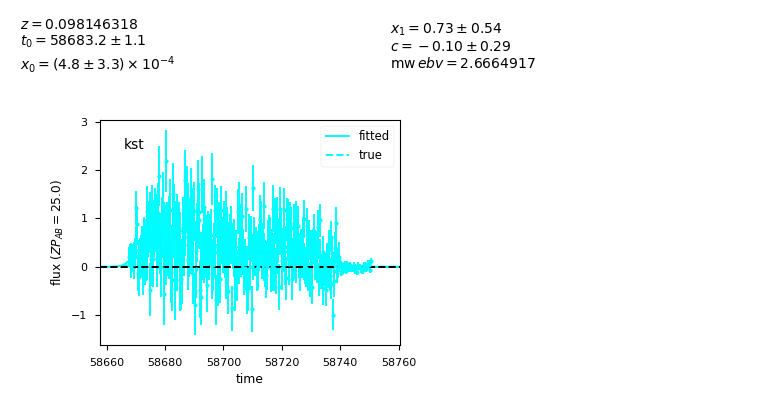 z = 0.098146318
t₀ = 58683.2 ± 1.1
x₀ = (4.8 ± 3.3) × 10⁻⁴
x₁ = 0.73 ± 0.54
c = −0.10 ± 0.29
mw ebv = 2.6664917
kst
fitted
true
3
2
1
0
−1
flux (ZP_AB = 25.0)
58660 58680 58700 58720 58740 58760
time